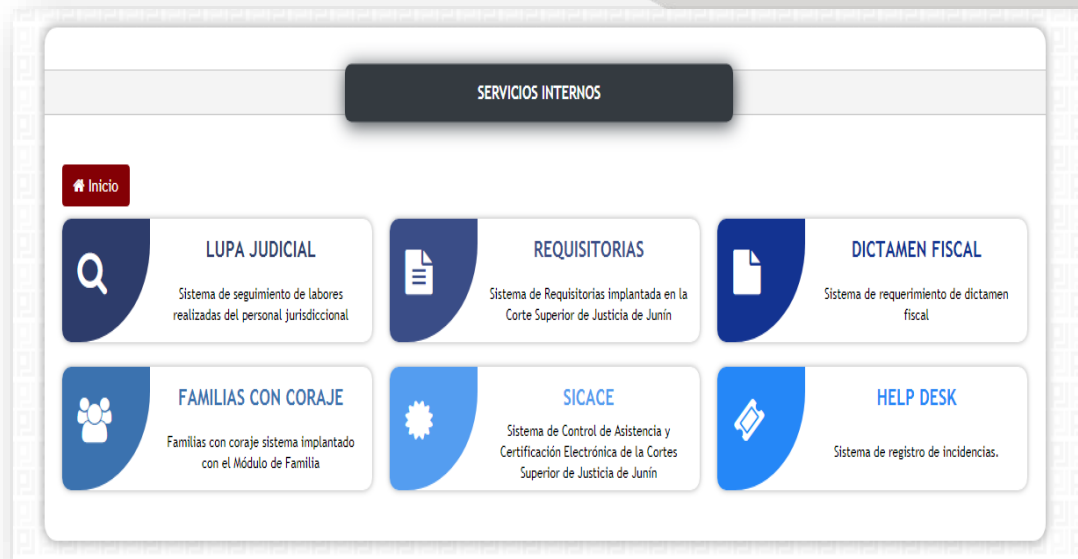 SERVICIOS INTERNOS
Inicio
LUPA JUDICIAL
Sistema de seguimiento de labores
realizadas del personal jurisdiccional
REQUISITORIAS
Sistema de Requisitorias implantada en la
Corte Superior de Justicia de Junín
DICTAMEN FISCAL
Sistema de requerimiento de dictamen
fiscal
FAMILIAS CON CORAJE
Familias con coraje sistema implantado
con el Módulo de Familia
SICACE
Sistema de Control de Asistencia y
Certificación Electrónica de la Cortes
Superior de Justicia de Junín
HELP DESK
Sistema de registro de incidencias.